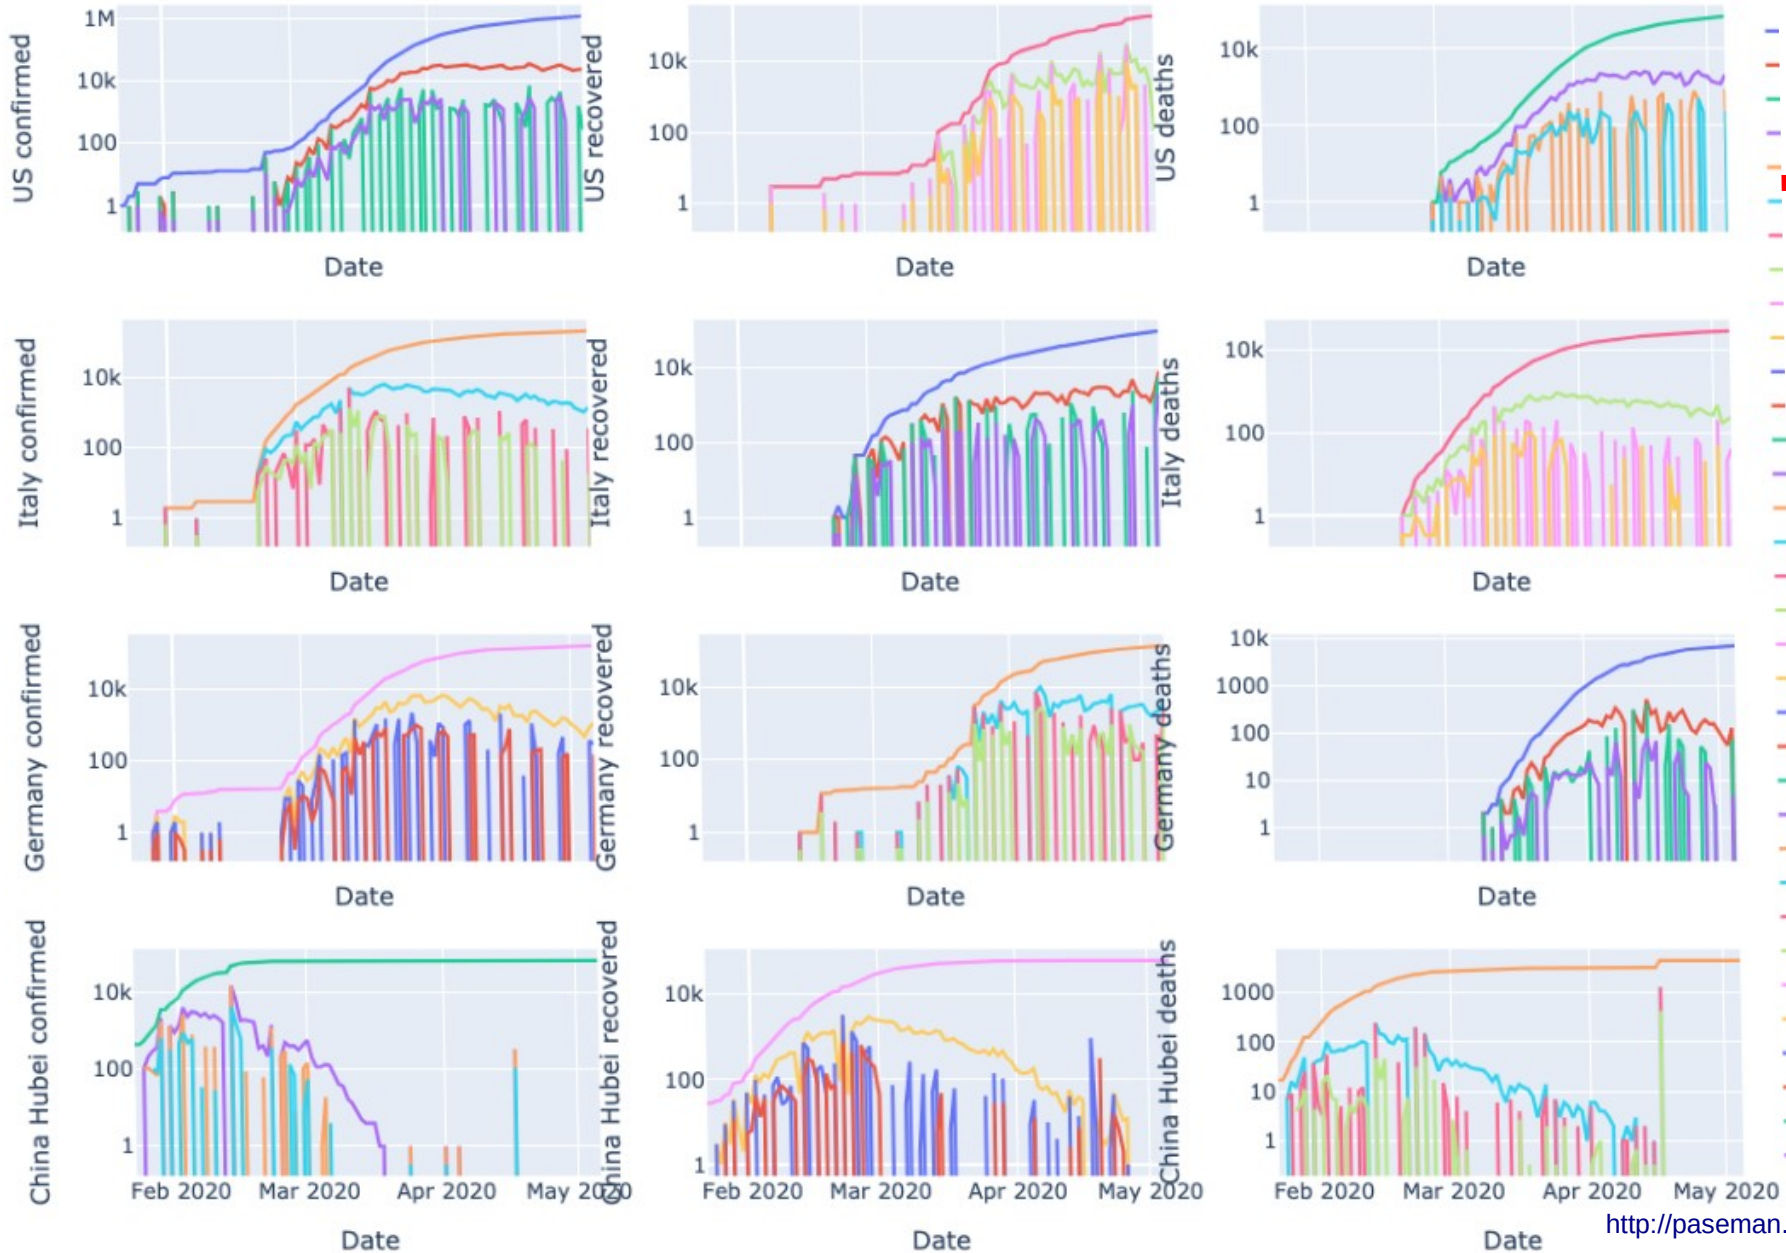 US confirmed
1M
10k
100
1
Date
US recovered
10k
100
1
Date
US deaths
10k
100
1
Date
Italy confirmed
10k
100
1
Date
Italy recovered
10k
100
1
Date
Italy deaths
10k
100
1
Date
Germany confirmed
10k
100
1
Date
Germany recovered
10k
100
1
Date
Germany deaths
10k
1000
100
10
1
Date
China Hubei confirmed
10k
100
1
Feb 2020 Mar 2020 Apr 2020 May 2020
Date
China Hubei recovered
10k
100
1
Feb 2020 Mar 2020 Apr 2020 May 2020
Date
China Hubei deaths
1000
100
10
1
Feb 2020 Mar 2020 Apr 2020 May 2020
Date
http://paseman.